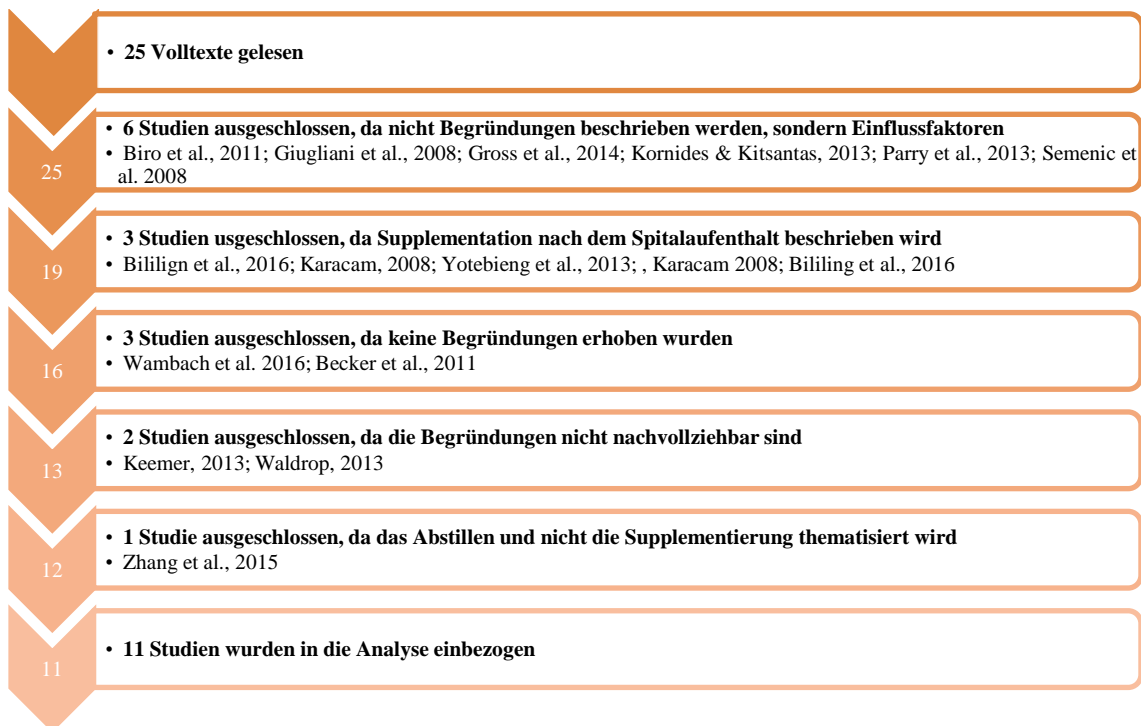 • 25 Volltexte gelesen
25
• 6 Studien ausgeschlossen, da nicht Begründungen beschrieben werden, sondern Einflussfaktoren
• Biro et al., 2011; Giugliani et al., 2008; Gross et al., 2014; Kornides & Kitsantas, 2013; Parry et al., 2013; Semenic et
al. 2008
19
• 3 Studien usgeschlossen, da Supplementation nach dem Spitalaufenthalt beschrieben wird
• Bililign et al., 2016; Karacam, 2008; Yotebieng et al., 2013; , Karacam 2008; Bililing et al., 2016
16
• 3 Studien ausgeschlossen, da keine Begründungen erhoben wurden
• Wambach et al. 2016; Becker et al., 2011
13
• 2 Studien ausgeschlossen, da die Begründungen nicht nachvollziehbar sind
• Keemer, 2013; Waldrop, 2013
12
• 1 Studie ausgeschlossen, da das Abstillen und nicht die Supplementierung thematisiert wird
• Zhang et al., 2015
11
• 11 Studien wurden in die Analyse einbezogen